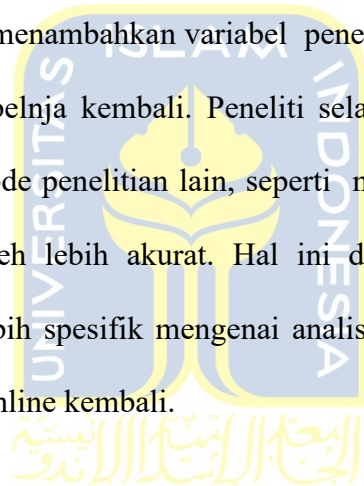 menambahkan variabel pene
ISLAM
UNIVERSITAS
INDONESIA
belnja kembali. Peneliti sela
de penelitian lain, seperti m
eh lebih akurat. Hal ini d
bih spesifik mengenai analis
nline kembali.